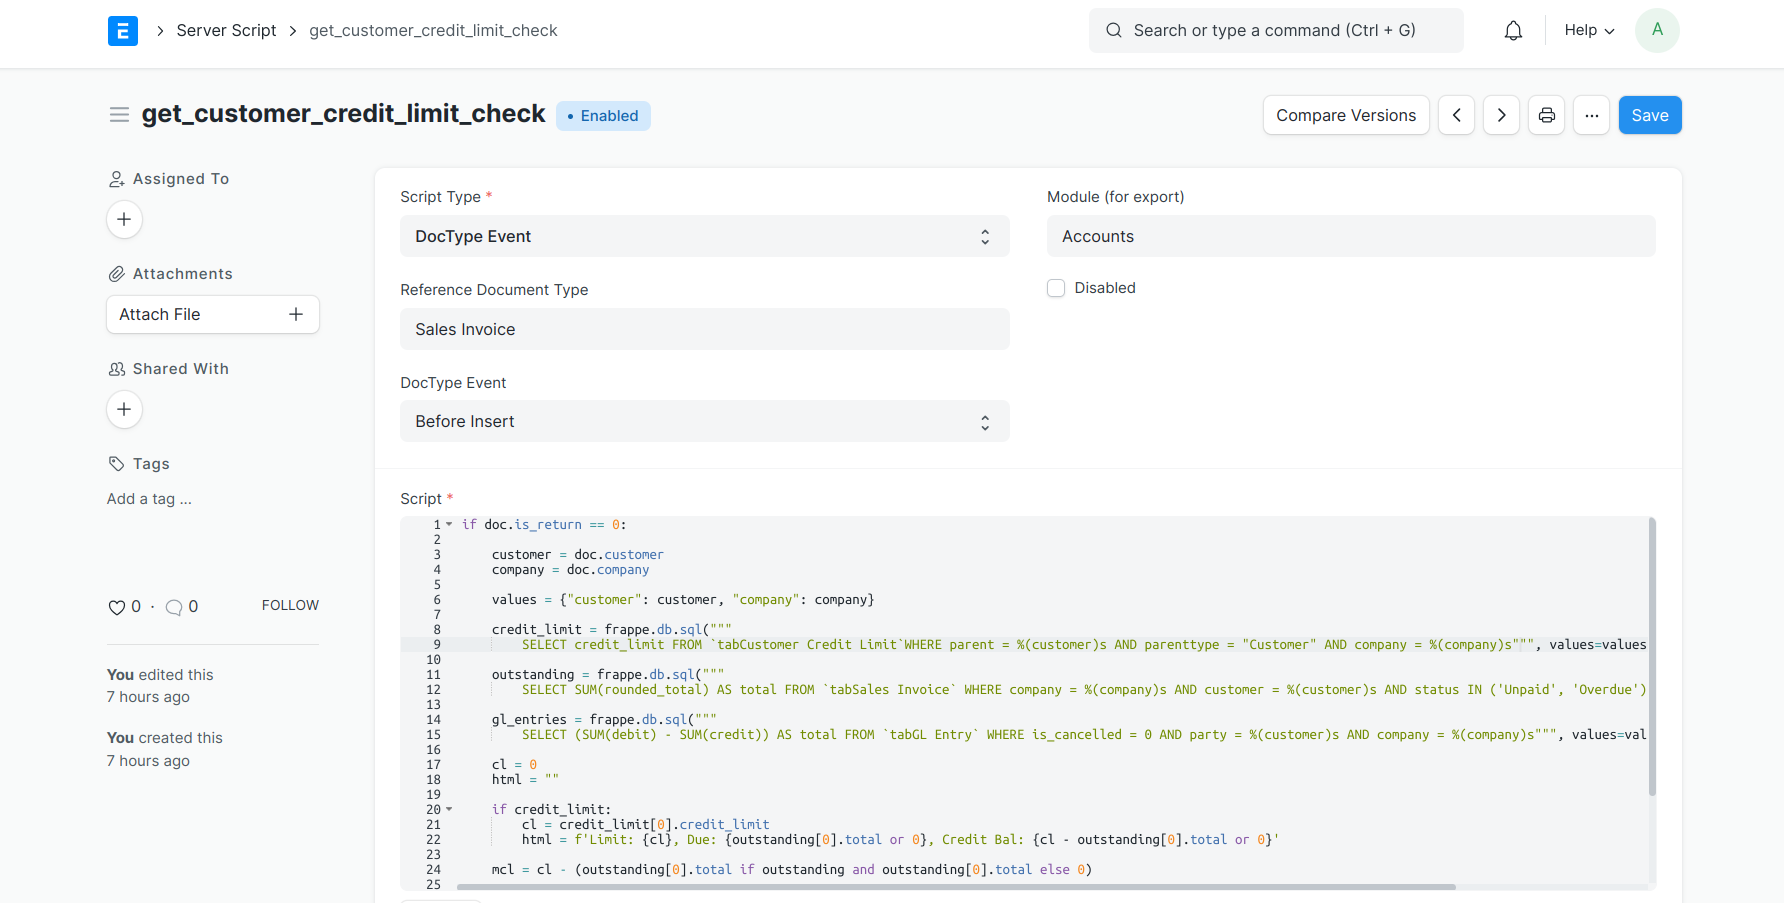 E
Server Script
get_customer_credit_limit_check
Search or type a command (Ctrl + G)
Help
A
get_customer_credit_limit_check
Enabled
Compare Versions
...
Save
Assigned To
Attachments
Attach File
Shared With
Tags
Add a tag ...
0 · 0
FOLLOW
You edited this
7 hours ago
You created this
7 hours ago
Script Type *
DocType Event
Reference Document Type
Sales Invoice
DocType Event
Before Insert
Module (for export)
Accounts
Disabled
Script *
1 if doc.is_return == 0:
2
3 customer = doc.customer
4 company = doc.company
5
6 values = {"customer": customer, "company": company}
7
8 credit_limit = frappe.db.sql("""
9 SELECT credit_limit FROM `tabCustomer Credit Limit`WHERE parent = %(customer)s AND parenttype = "Customer" AND company = %(company)s""", values=values
10
11 outstanding = frappe.db.sql("""
12 SELECT SUM(rounded_total) AS total FROM `tabSales Invoice` WHERE company = %(company)s AND customer = %(customer)s AND status IN ('Unpaid', 'Overdue')
13
14 gl_entries = frappe.db.sql("""
15 SELECT (SUM(debit) - SUM(credit)) AS total FROM `tabGL Entry` WHERE is_cancelled = 0 AND party = %(customer)s AND company = %(company)s""", values=val
16
17 cl = 0
18 html = ""
19
20 if credit_limit:
21 cl = credit_limit[0].credit_limit
22 html = f'Limit: {cl}, Due: {outstanding[0].total or 0}, Credit Bal: {cl - outstanding[0].total or 0}'
23
24 mcl = cl - (outstanding[0].total if outstanding and outstanding[0].total else 0)
25